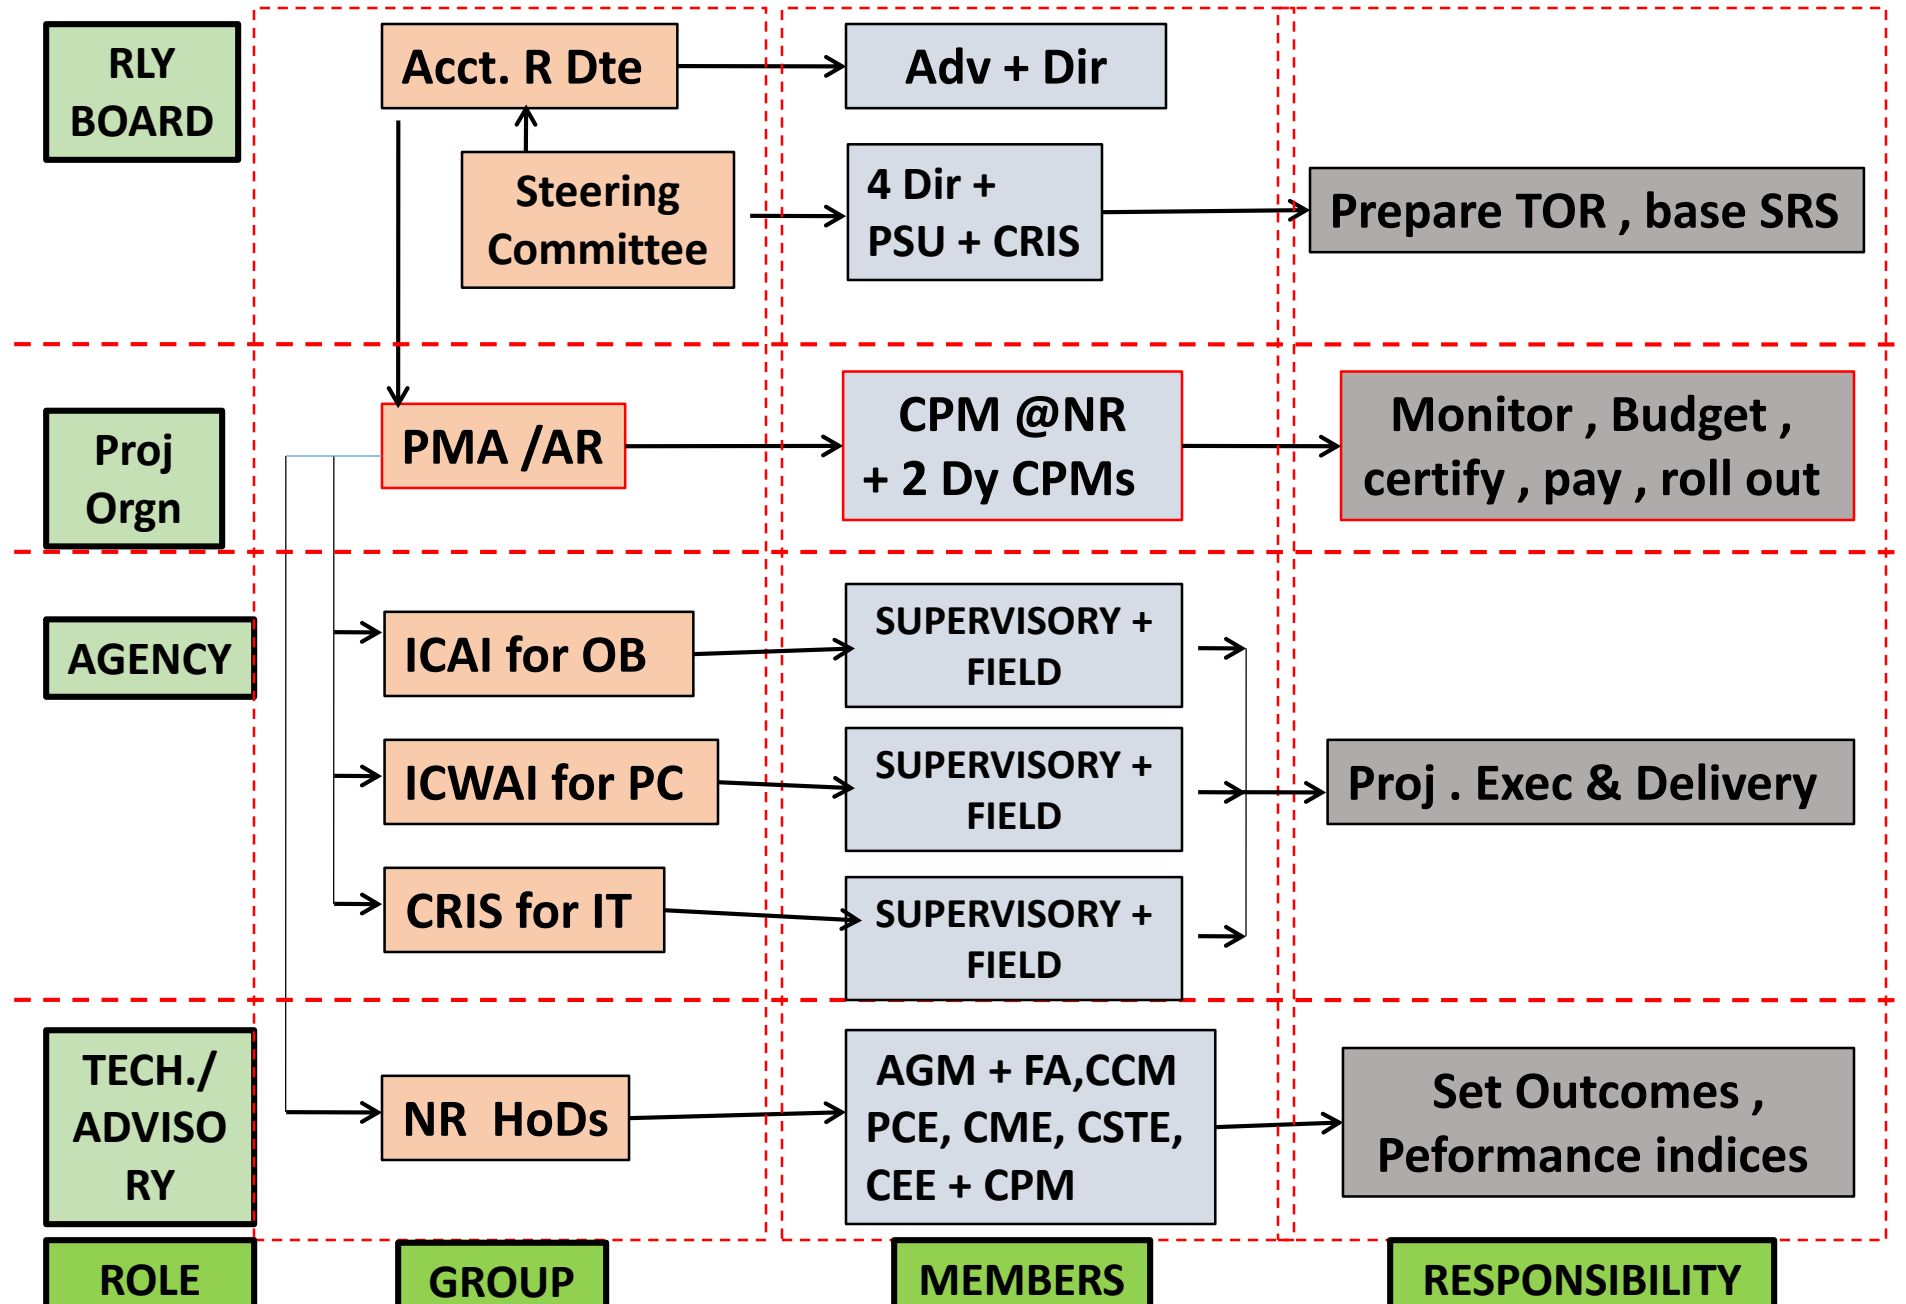 RLY
BOARD
Acct. R Dte
Adv + Dir
Steering
Committee
4 Dir +
PSU + CRIS
Prepare TOR , base SRS
Proj
Orgn
PMA /AR
CPM @NR
+ 2 Dy CPMs
Monitor , Budget ,
certify , pay , roll out
AGENCY
ICAI for OB
SUPERVISORY +
FIELD
ICWAI for PC
SUPERVISORY +
FIELD
Proj . Exec & Delivery
CRIS for IT
SUPERVISORY +
FIELD
TECH./
ADVISO
RY
NR HoDs
AGM + FA,CCM
PCE, CME, CSTE,
CEE + CPM
Set Outcomes ,
Peformance indices
ROLE
GROUP
MEMBERS
RESPONSIBILITY